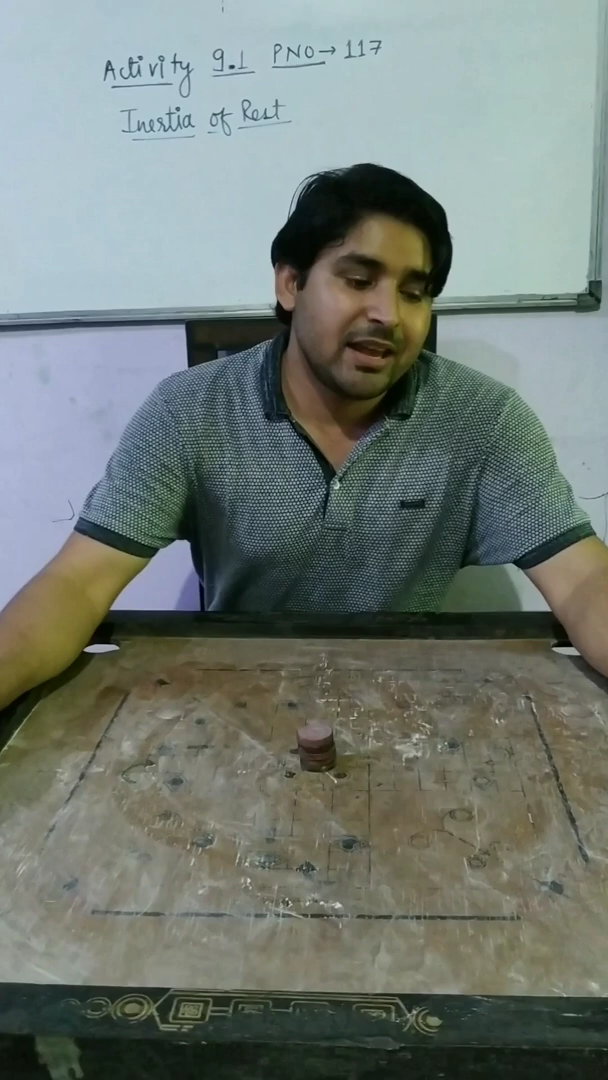 Activity 9.1 PNO→ 117
Inertia of Rest